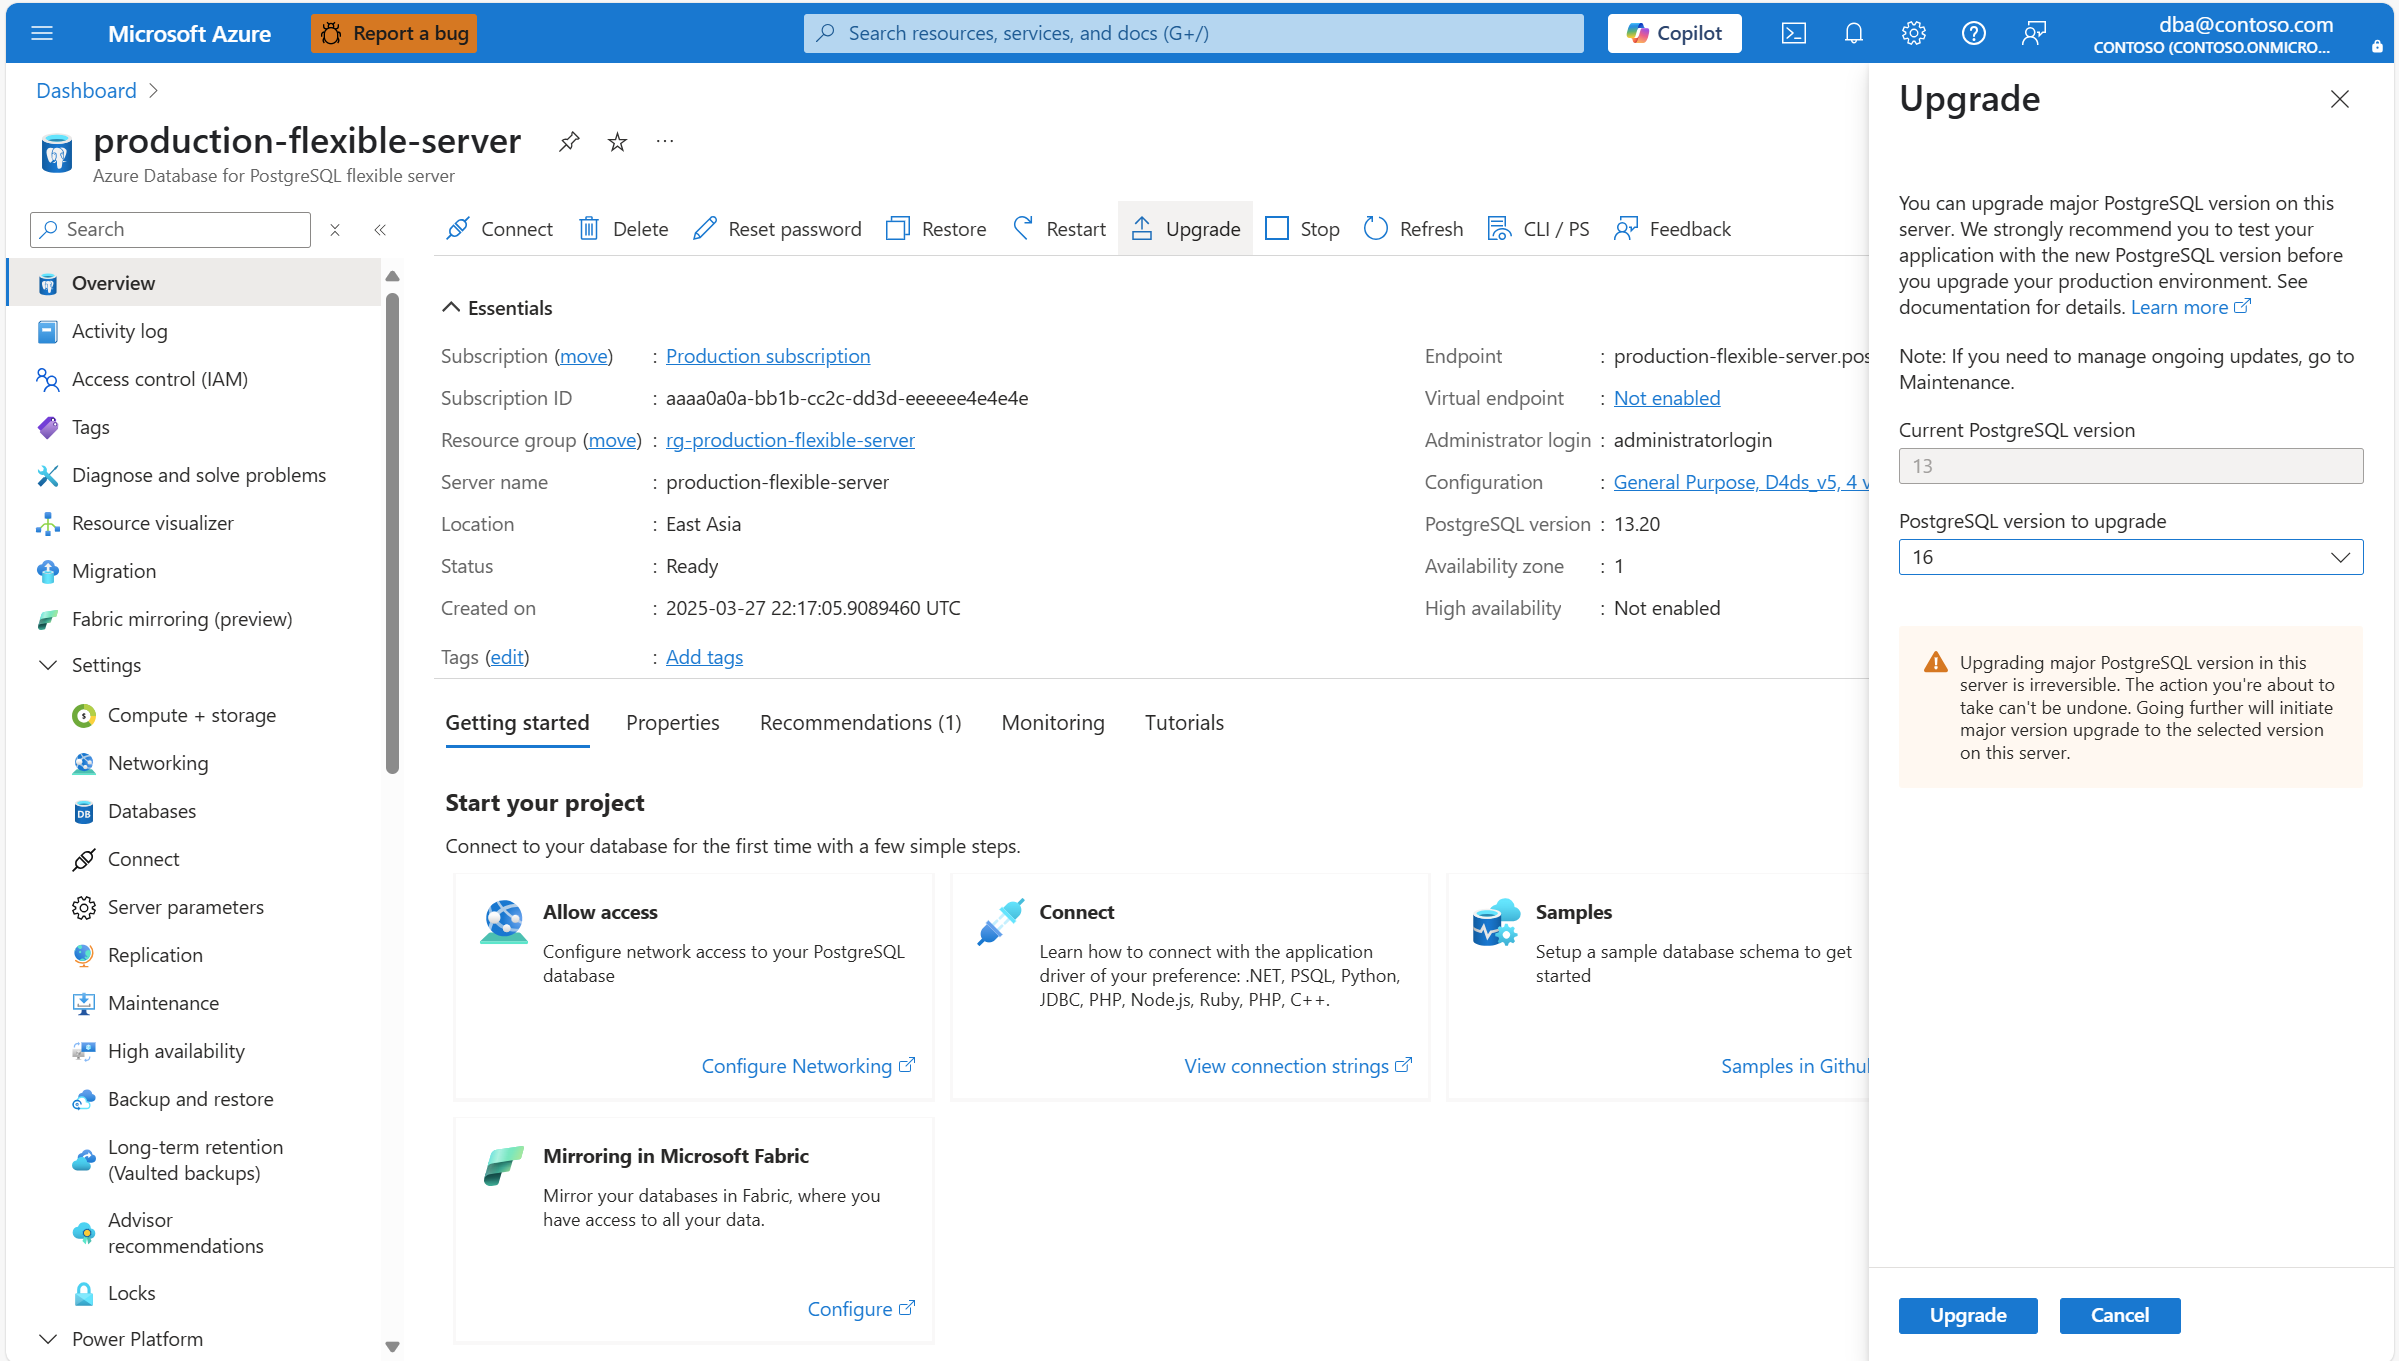 Microsoft Azure
Report a bug
Search resources, services, and docs (G+/)
Copilot
dba@contoso.com
CONTOSO (CONTOSO.ONMICRO...
Dashboard
production-flexible-server
...
Azure Database for PostgreSQL flexible server
Search
Connect
Delete
Reset password
Restore
Restart
Upgrade
Stop
Refresh
CLI / PS
Feedback
Overview
Activity log
Access control (IAM)
Tags
Diagnose and solve problems
Resource visualizer
Migration
Fabric mirroring (preview)
Settings
Compute + storage
Networking
Databases
Connect
Server parameters
Replication
Maintenance
High availability
Backup and restore
Long-term retention
(Vaulted backups)
Advisor
recommendations
Locks
Power Platform
Essentials
Subscription (move) : Production subscription
Subscription ID : aaaa0a0a-bb1b-cc2c-dd3d-eeeeee4e4e4e
Resource group (move) : rg-production-flexible-server
Server name : production-flexible-server
Location : East Asia
Status : Ready
Created on : 2025-03-27 22:17:05.9089460 UTC
Tags (edit) : Add tags
Endpoint : production-flexible-server.pos
Virtual endpoint : Not enabled
Administrator login : administratorlogin
Configuration : General Purpose, D4ds_v5, 4 v
PostgreSQL version : 13.20
Availability zone : 1
High availability : Not enabled
Getting started
Properties
Recommendations (1)
Monitoring
Tutorials
Start your project
Connect to your database for the first time with a few simple steps.
Allow access
Configure network access to your PostgreSQL
database
Configure Networking
Connect
Learn how to connect with the application
driver of your preference: .NET, PSQL, Python,
JDBC, PHP, Node.js, Ruby, PHP, C++.
View connection strings
Samples
Setup a sample database schema to get
started
Samples in Githu
Mirroring in Microsoft Fabric
Mirror your databases in Fabric, where you
have access to all your data.
Configure
Upgrade
You can upgrade major PostgreSQL version on this
server. We strongly recommend you to test your
application with the new PostgreSQL version before
you upgrade your production environment. See
documentation for details. Learn more
Note: If you need to manage ongoing updates, go to
Maintenance.
Current PostgreSQL version
13
PostgreSQL version to upgrade
16
Upgrading major PostgreSQL version in this
server is irreversible. The action you're about to
take can't be undone. Going further will initiate
major version upgrade to the selected version
on this server.
Upgrade
Cancel